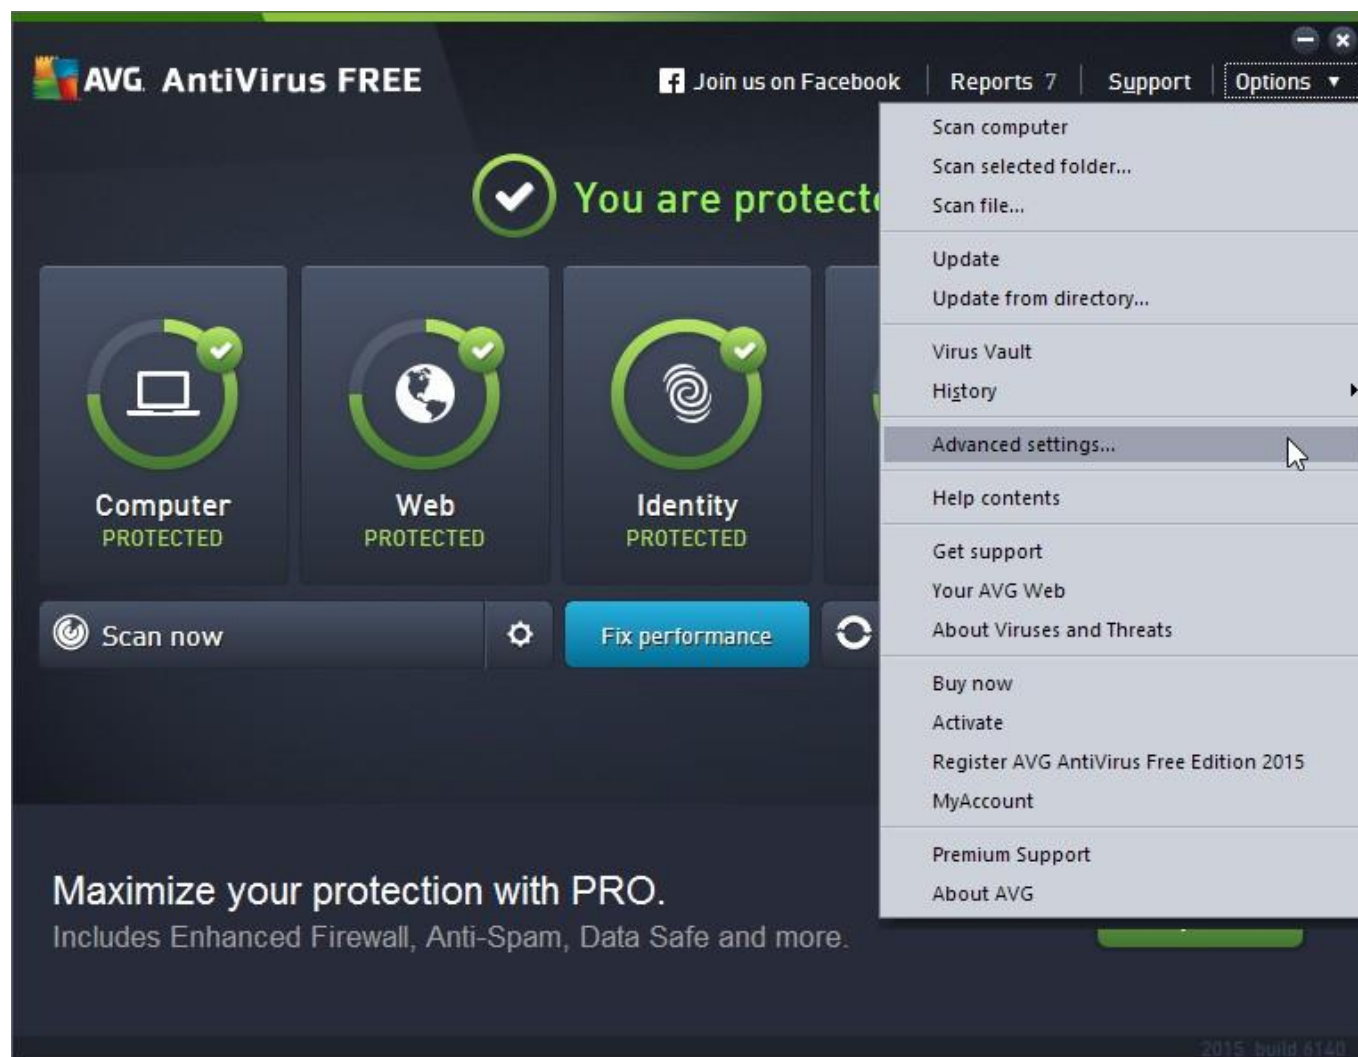 AVG. AntiVirus FREE
Join us on Facebook
Reports 7
Support
Options
Scan computer
Scan selected folder...
Scan file...
Update
Update from directory...
Virus Vault
History
Advanced settings...
Help contents
Get support
Your AVG Web
About Viruses and Threats
Buy now
Activate
Register AVG AntiVirus Free Edition 2015
MyAccount
Premium Support
About AVG
You are
Computer
PROTECTED
Web
PROTECTED
Identity
PROTECTED
Scan now
Fix performance
Maximize your protection with PRO.
Includes Enhanced Firewall, Anti-Spam, Data Safe and more.
2015 build 6140